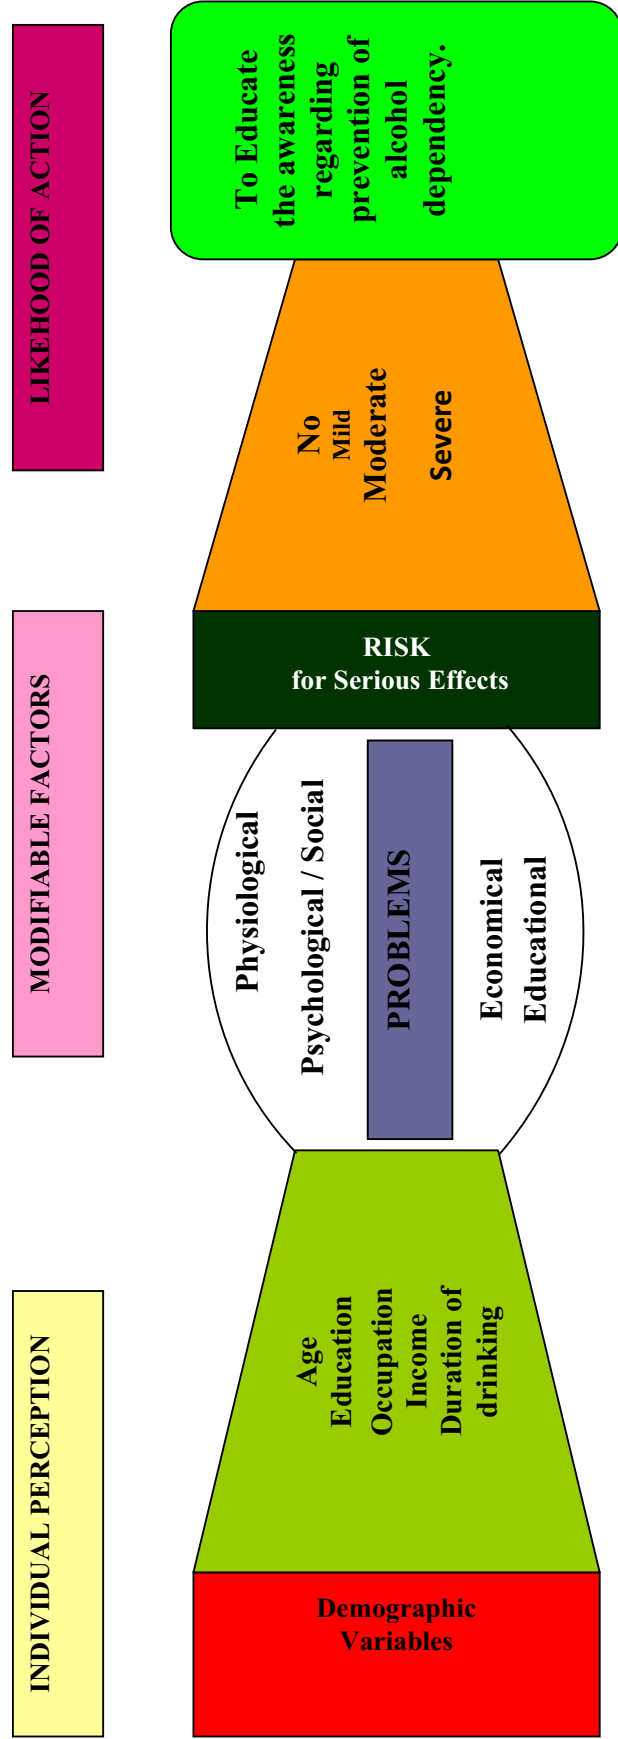 INDIVIDUAL PERCEPTION
MODIFIABLE FACTORS
LIKEHOOD OF ACTION
Demographic
Variables
Age
Education
Occupation
Income
Duration of
drinking
Physiological
Psychological / Social
PROBLEMS
Economical
Educational
RISK
for Serious Effects
No
Mild
Moderate
Severe
To Educate
the awareness
regarding
prevention of
alcohol
dependency.